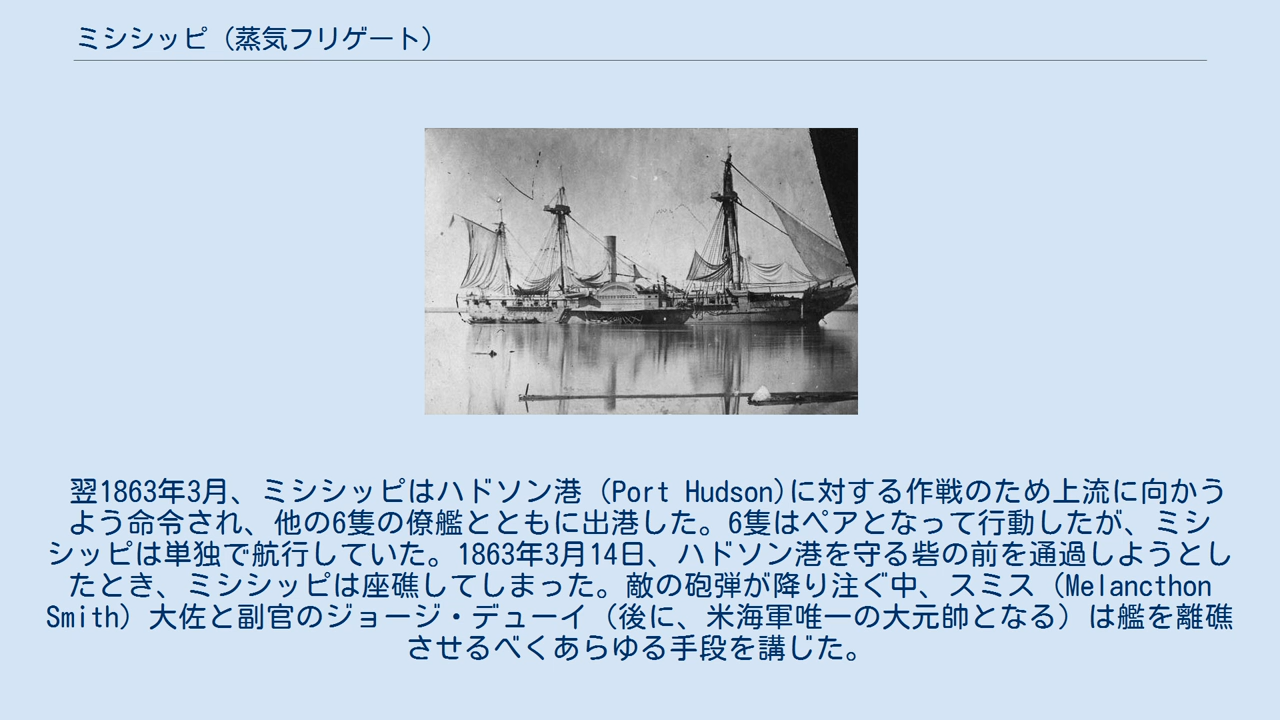 ミシシッピ（蒸気フリゲート）
翌1863年3月、ミシシッピはハドソン港（Port Hudson)に対する作戦のため上流に向かう
よう命令され、他の6隻の僚艦とともに出港した。6隻はペアとなって行動したが、ミシ
シッピは単独で航行していた。1863年3月14日、ハドソン港を守る砦の前を通過しようとし
たとき、ミシシッピは座礁してしまった。敵の砲弾が降り注ぐ中、スミス（Melancthon
Smith）大佐と副官のジョージ・デューイ（後に、米海軍唯一の大元帥となる）は艦を離礁
させるべくあらゆる手段を講じた。